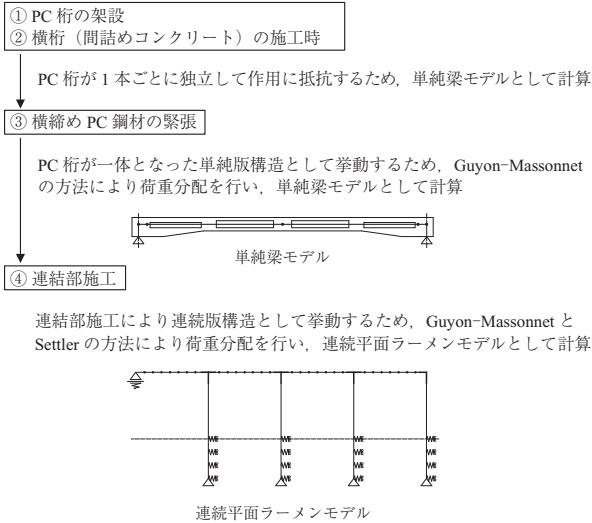 ① PC 桁の架設
② 横桁（間詰めコンクリート）の施工時
PC 桁が 1 本ごとに独立して作用に抵抗するため，単純梁モデルとして計算
③ 横締め PC 鋼材の緊張
PC 桁が一体となった単純版構造として挙動するため，Guyon−Massonnet
の方法により荷重分配を行い，単純梁モデルとして計算
単純梁モデル
④ 連結部施工
連結部施工により連続版構造として挙動するため，Guyon−Massonnet と
Settler の方法により荷重分配を行い，連続平面ラーメンモデルとして計算
連続平面ラーメンモデル